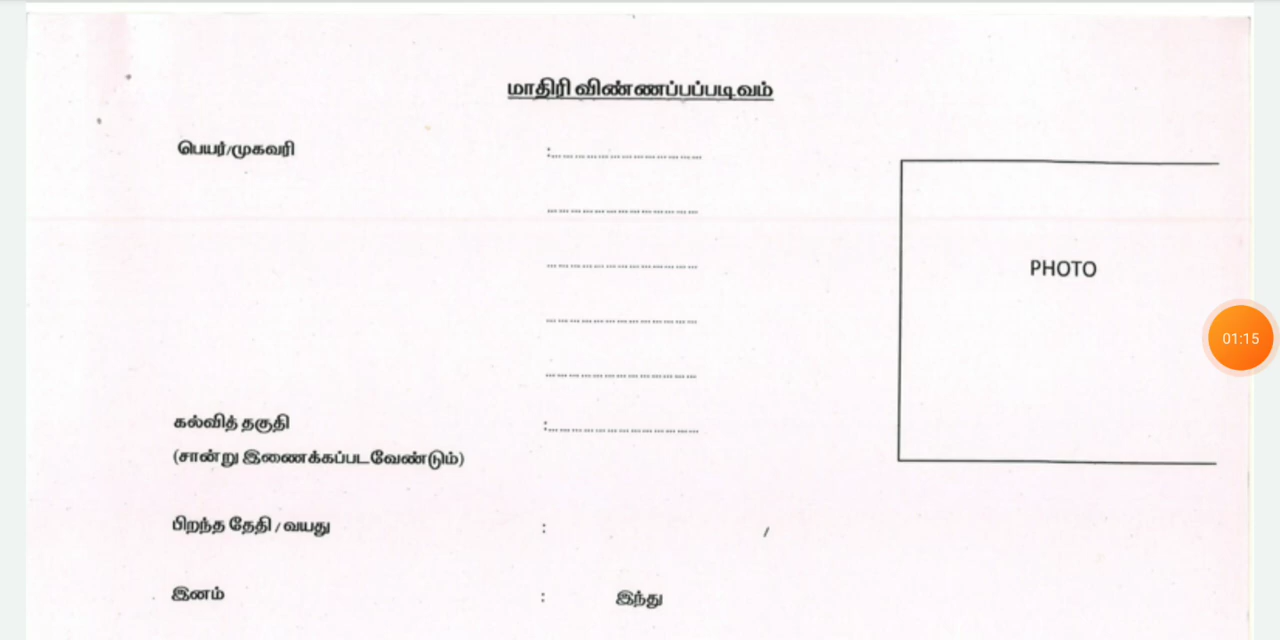 மாதிரி விண்ணப்பப்படிவம்
பெயர்/முகவரி :..........................................
..........................................
..........................................
..........................................
..........................................
PHOTO
கல்வித் தகுதி :..........................................
(சான்று இணைக்கப்படவேண்டும்)
பிறந்த தேதி / வயது : /
இனம் : இந்து
01:15